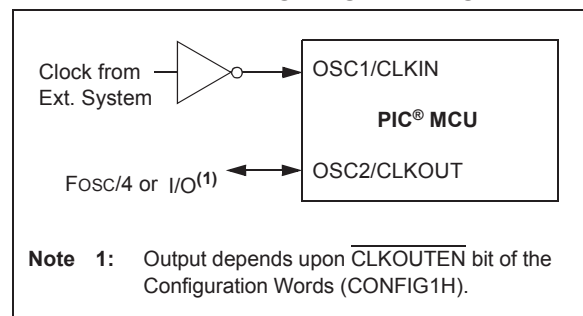 Clock from
Ext. System
OSC1/CLKIN
PIC® MCU
FOSC/4 or I/O(1)
OSC2/CLKOUT
Note 1: Output depends upon CLKOUTEN bit of the
Configuration Words (CONFIG1H).